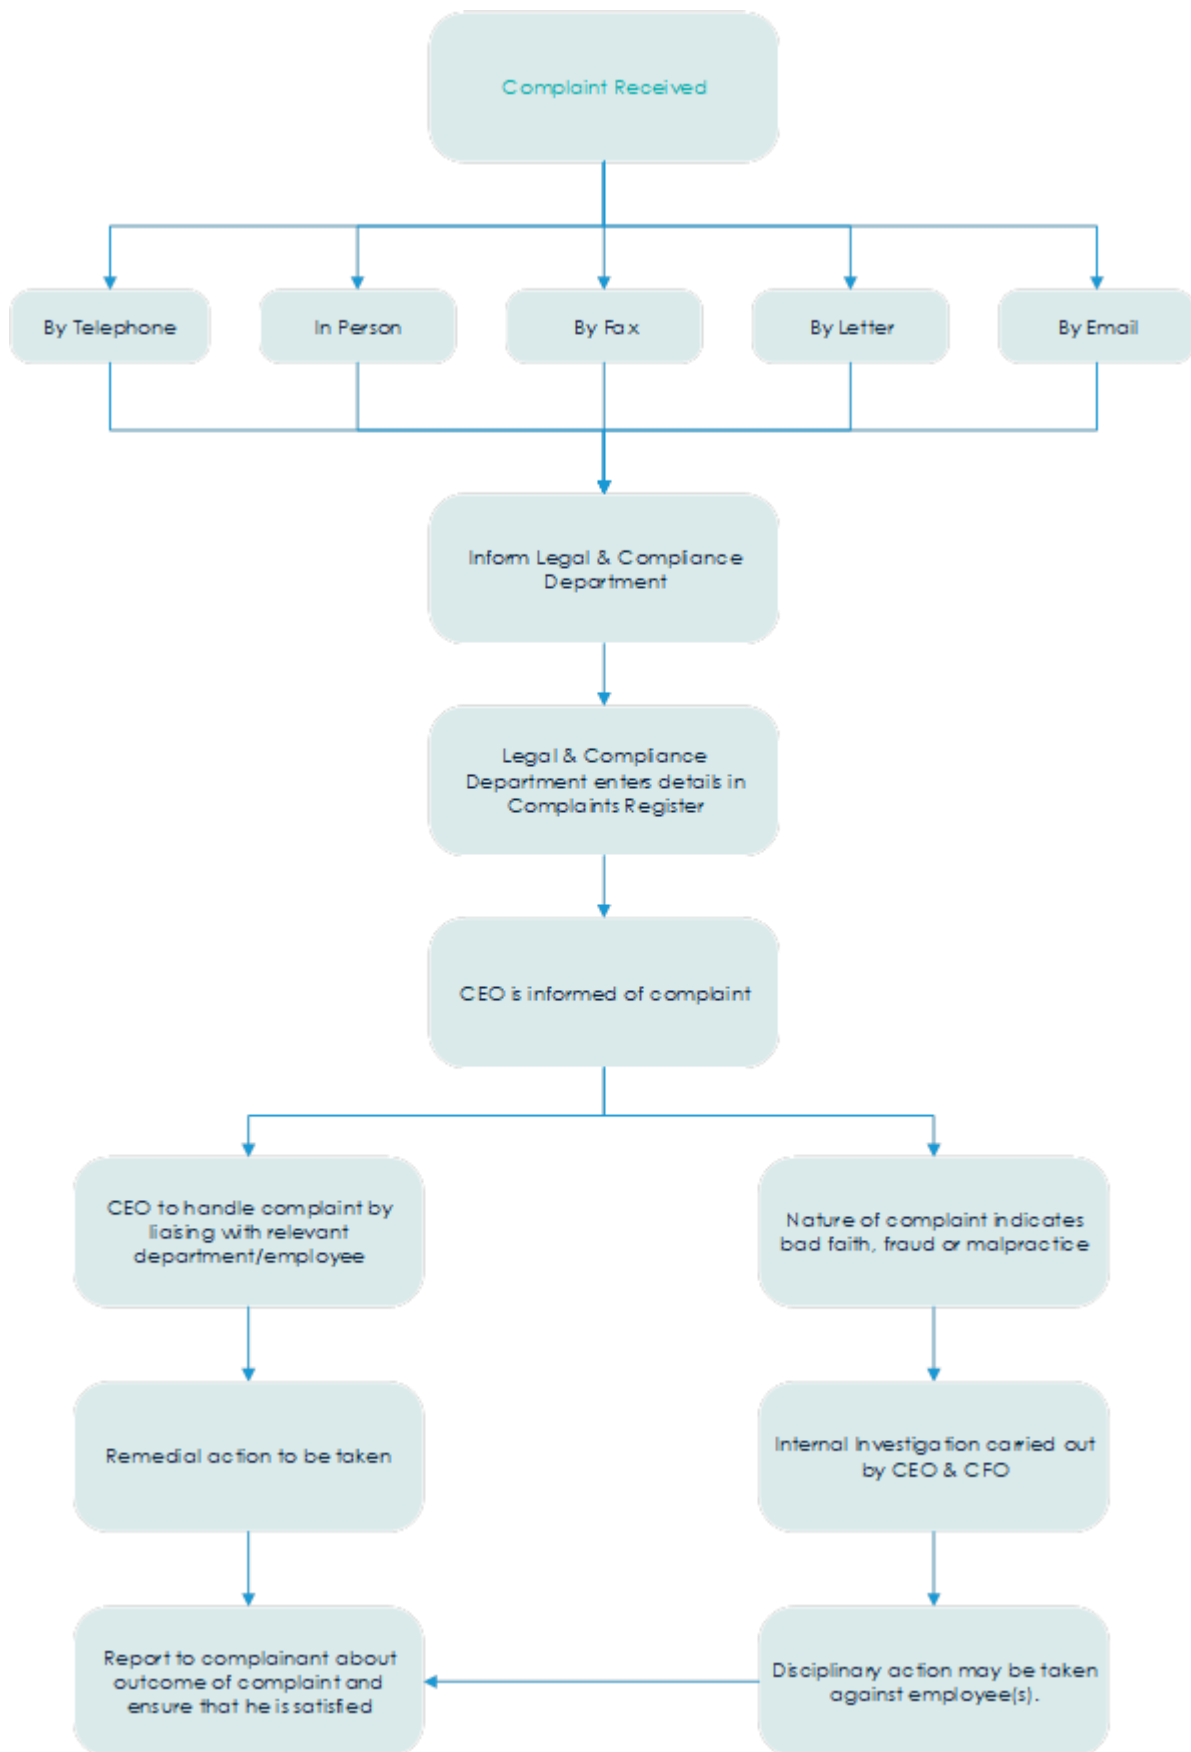 Complaint Received
By Telephone
In Person
By Fax
By Letter
By Email
Inform Legal & Compliance
Department
Legal & Compliance
Department enters details in
Complaints Register
CEO is informed of complaint
CEO to handle complaint by
liaising with relevant
department/employee
Nature of complaint indicates
bad faith, fraud or malpractice
Remedial action to be taken
Internal Investigation carried out
by CEO & CFO
Report to complainant about
outcome of complaint and
ensure that he is satisfied
Disciplinary action may be taken
against employee(s).